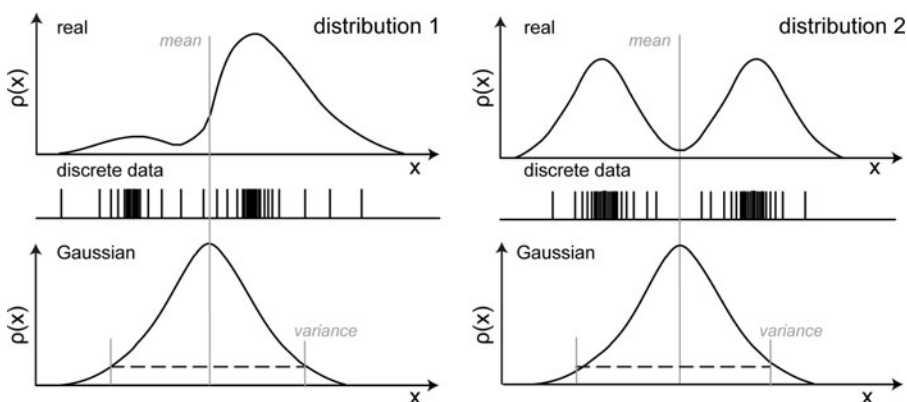 real
mean
distribution 1
ρ(x)
x
discrete data
Gaussian
variance
ρ(x)
x
real
mean
distribution 2
ρ(x)
x
discrete data
Gaussian
variance
ρ(x)
x